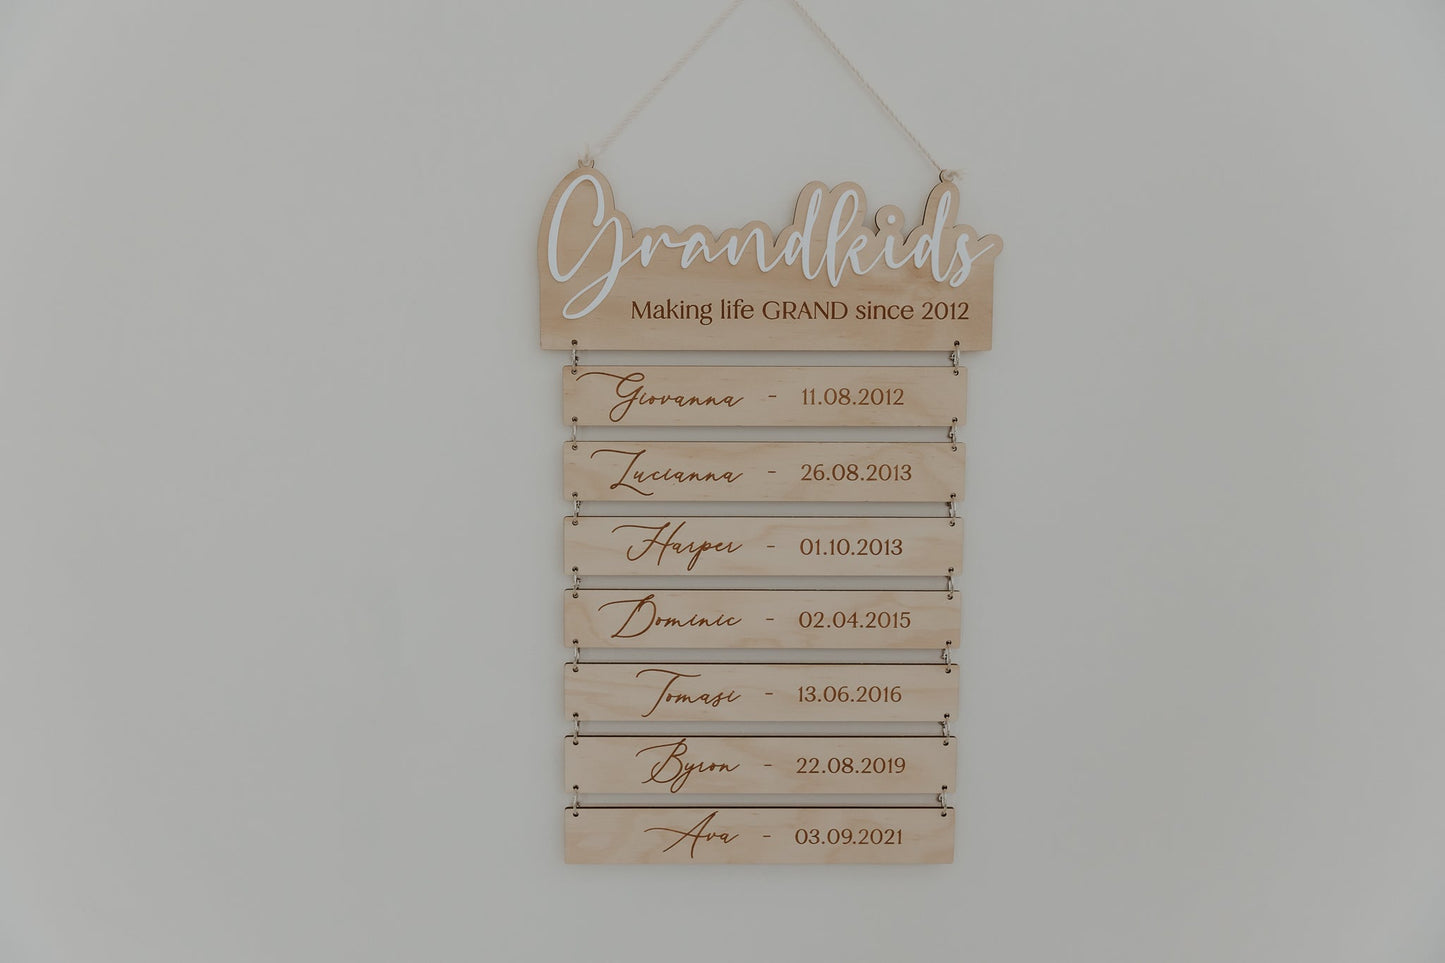 Grandkids
Making life GRAND since 2012
Giovanna - 11.08.2012
Lucianna - 26.08.2013
Harper - 01.10.2013
Dominic - 02.04.2015
Tomasi - 13.06.2016
Byron - 22.08.2019
Ava - 03.09.2021